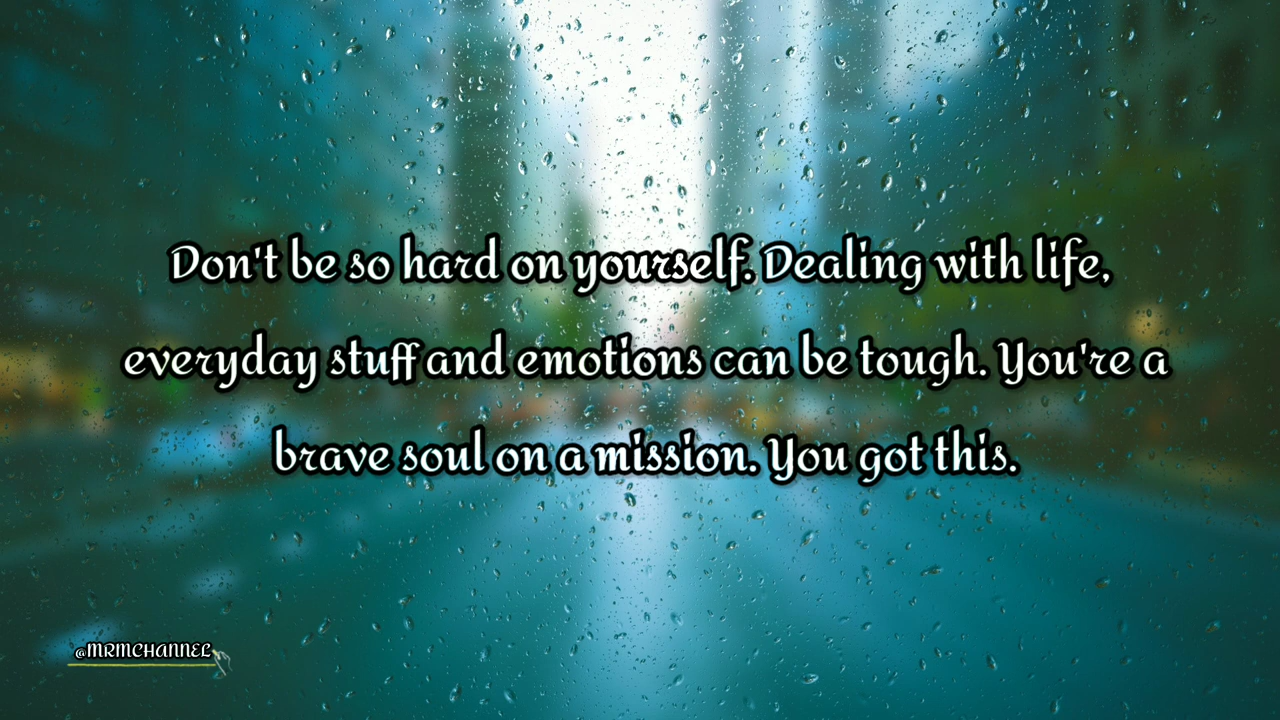 Don't be so hard on yourself. Dealing with life,
everyday stuff and emotions can be tough. You're a
brave soul on a mission. You got this.
@MRMCHANNEL